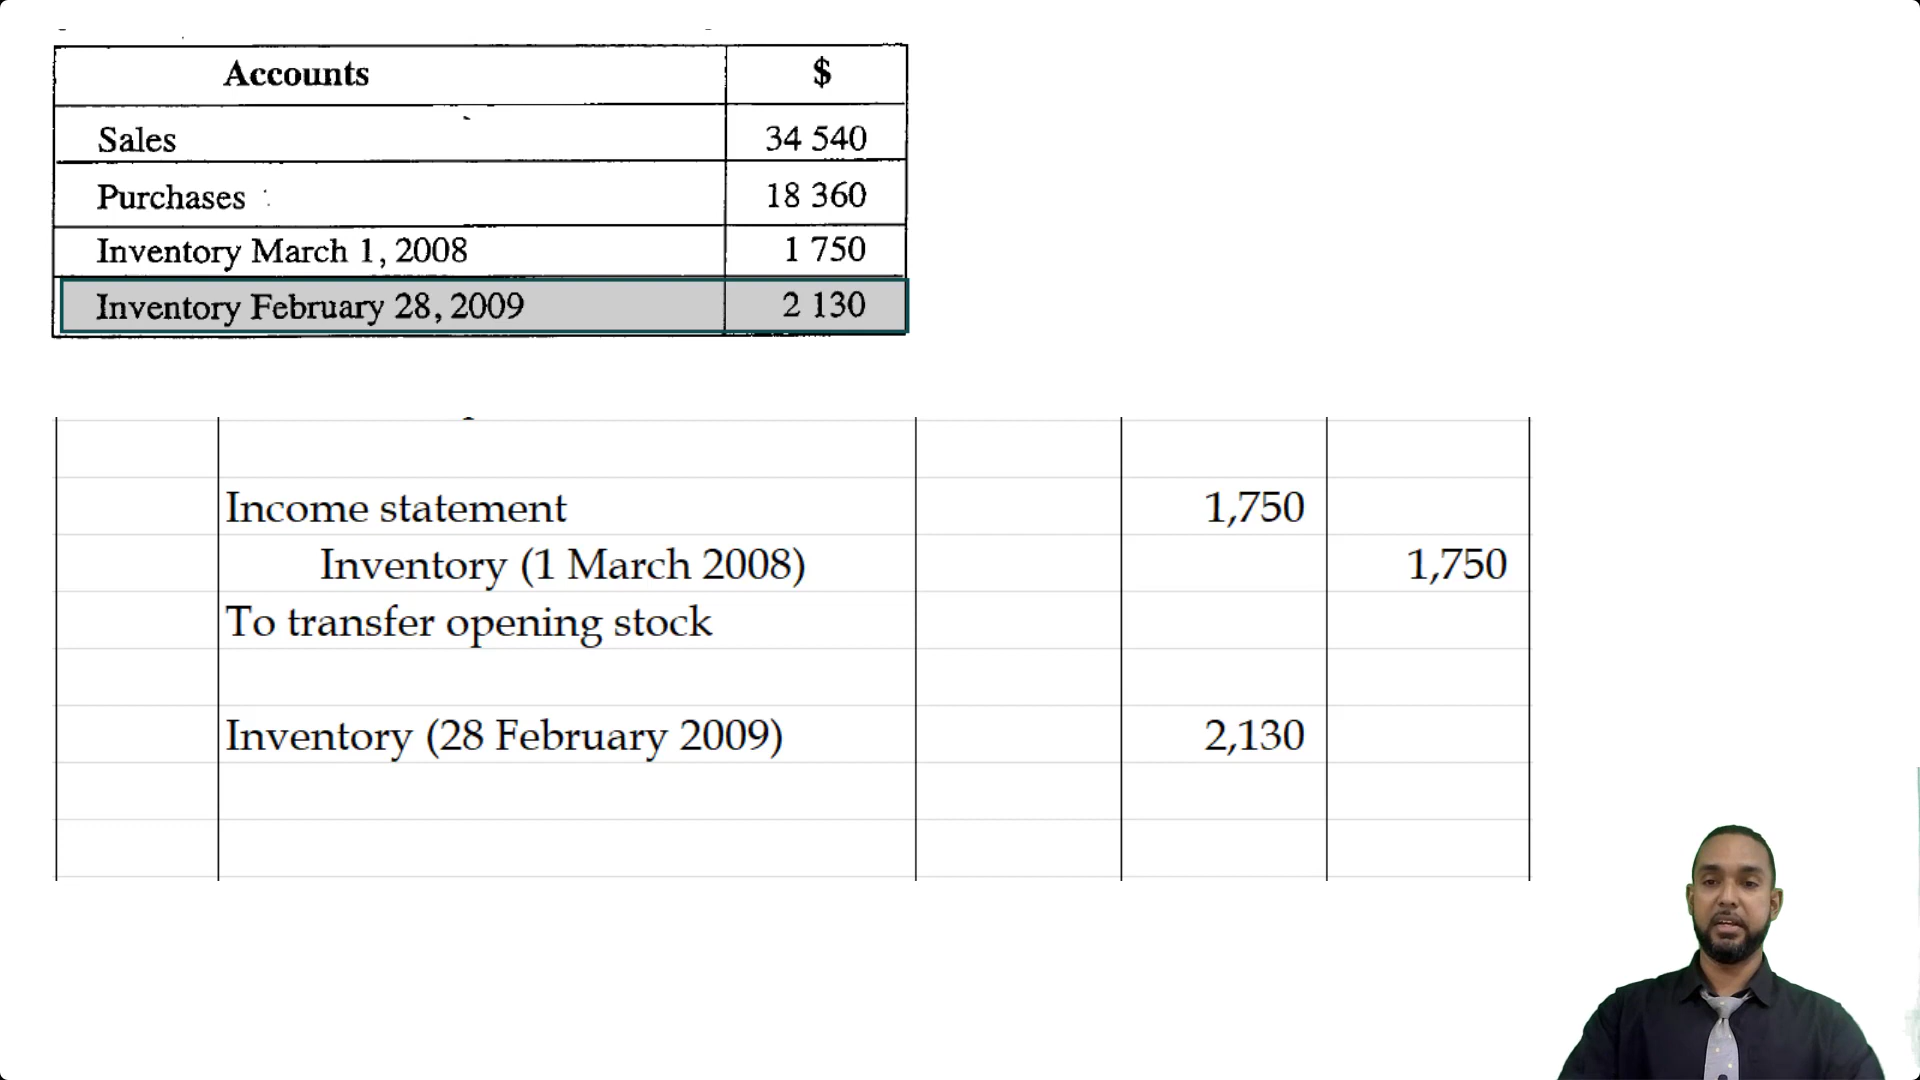 Accounts $
Sales 34 540
Purchases 18 360
Inventory March 1, 2008 1 750
Inventory February 28, 2009 2 130
Income statement 1,750
Inventory (1 March 2008) 1,750
To transfer opening stock
Inventory (28 February 2009) 2,130